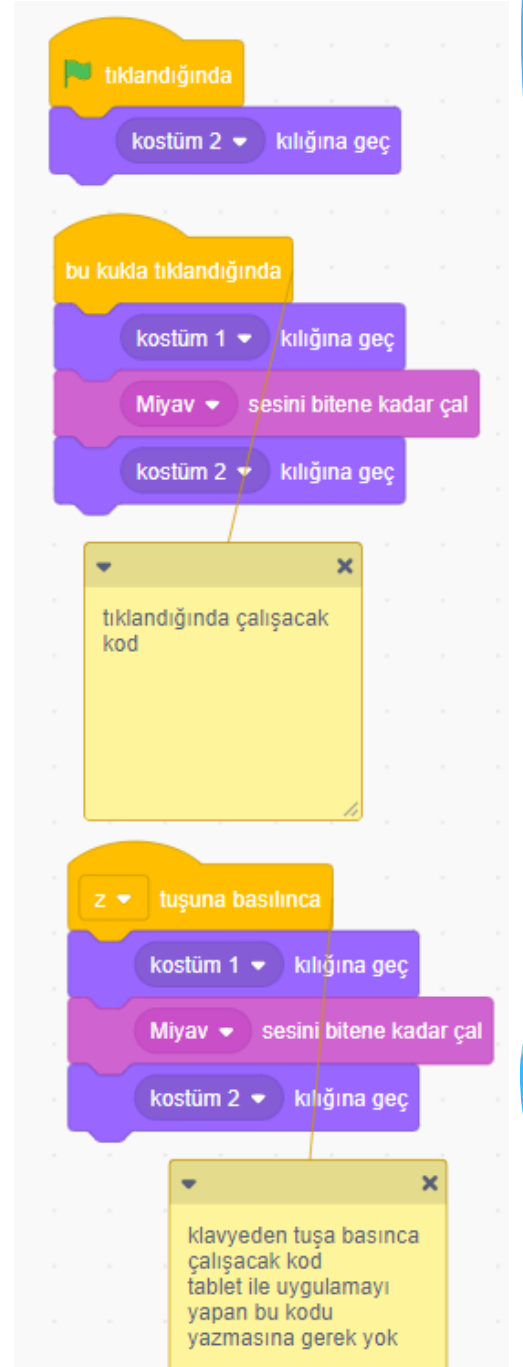 tıklandığında
kostüm 2 kılığına geç
bu kukla tıklandığında
kostüm 1 kılığına geç
Miyav sesini bitene kadar çal
kostüm 2 kılığına geç
tıklandığında çalışacak
kod
z tuşuna basılınca
kostüm 1 kılığına geç
Miyav sesini bitene kadar çal
kostüm 2 kılığına geç
klavyeden tuşa basınca
çalışacak kod
tablet ile uygulamayı
yapan bu kodu
yazmasına gerek yok